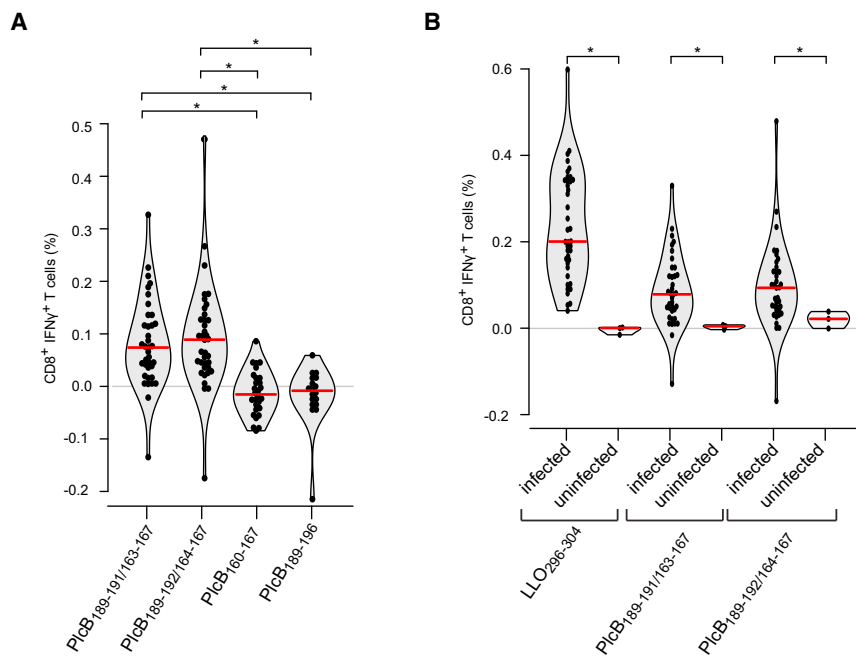 A
*
*
*
*
CD8⁺ IFNγ⁺ T cells (%)
0.5
0.4
0.3
0.2
0.1
0.0
-0.1
-0.2
PlcB189-191/163-167
PlcB189-192/164-167
PlcB160-167
PlcB189-196
B
* * *
CD8⁺ IFNγ⁺ T cells (%)
0.6
0.4
0.2
0.0
-0.2
infected
uninfected
infected
uninfected
infected
uninfected
LLO296-304
PlcB189-191/163-167
PlcB189-192/164-167